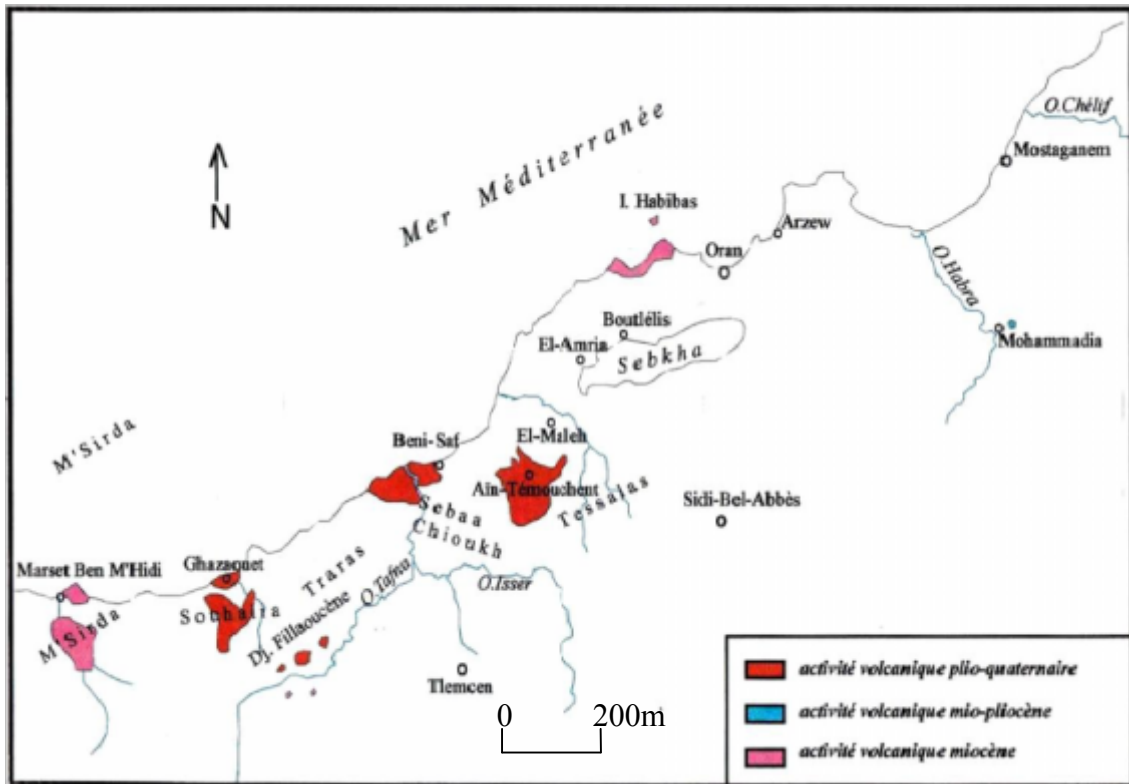 O.Chélif
Mostaganem
Mer Méditerranée
N
I. Habibas
Arzew
Oran
O.Habra
Mohammadia
Boutlélis
El-Amria
Sebkha
M'Sirda
El-Maleh
Beni-Saf
Aïn-Témouchent
Tessalas
Sidi-Bel-Abbès
Sebaa
Chioukh
Ghazaouet
Marset Ben M'Hidi
Traras
O.Tafna
O.Isser
Souhalia
M'Sirda
Dj. Fillaoucène
Tlemcen
0 200m
activité volcanique plio-quaternaire
activité volcanique mio-pliocène
activité volcanique miocène